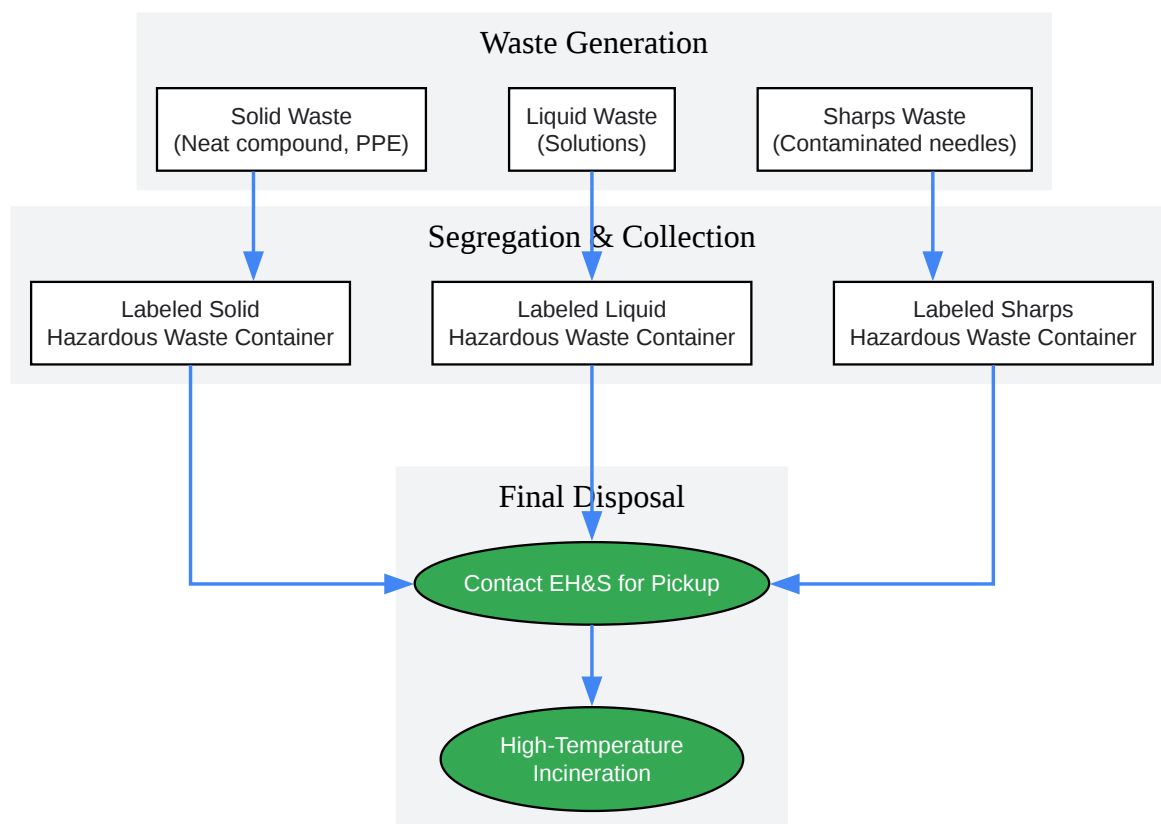 Waste Generation
Solid Waste
(Neat compound, PPE)
Liquid Waste
(Solutions)
Sharps Waste
(Contaminated needles)
Segregation & Collection
Labeled Solid
Hazardous Waste Container
Labeled Liquid
Hazardous Waste Container
Labeled Sharps
Hazardous Waste Container
Final Disposal
Contact EH&S for Pickup
High-Temperature
Incineration